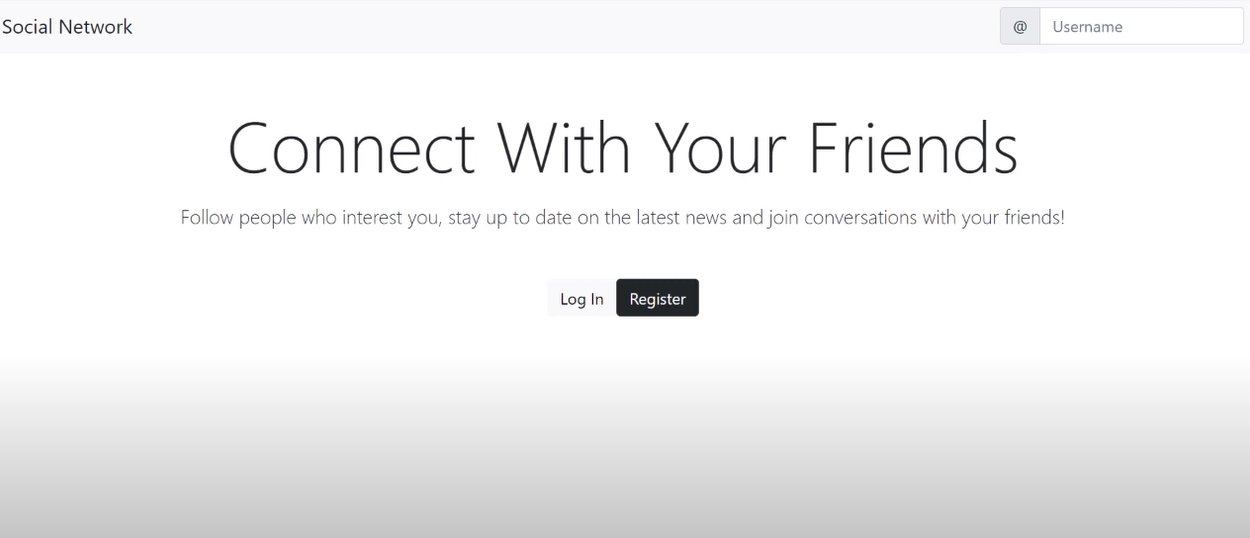 Social Network
@ Username
Connect With Your Friends
Follow people who interest you, stay up to date on the latest news and join conversations with your friends!
Log In Register